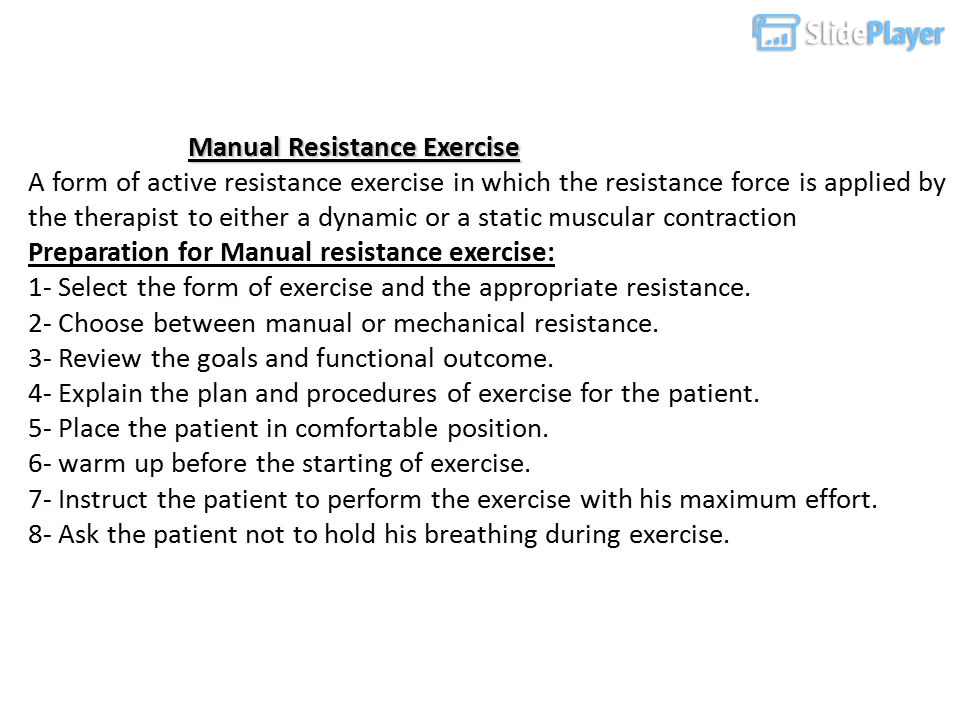 SlidePlayer
Manual Resistance Exercise
A form of active resistance exercise in which the resistance force is applied by
the therapist to either a dynamic or a static muscular contraction
Preparation for Manual resistance exercise:
1- Select the form of exercise and the appropriate resistance.
2- Choose between manual or mechanical resistance.
3- Review the goals and functional outcome.
4- Explain the plan and procedures of exercise for the patient.
5- Place the patient in comfortable position.
6- warm up before the starting of exercise.
7- Instruct the patient to perform the exercise with his maximum effort.
8- Ask the patient not to hold his breathing during exercise.